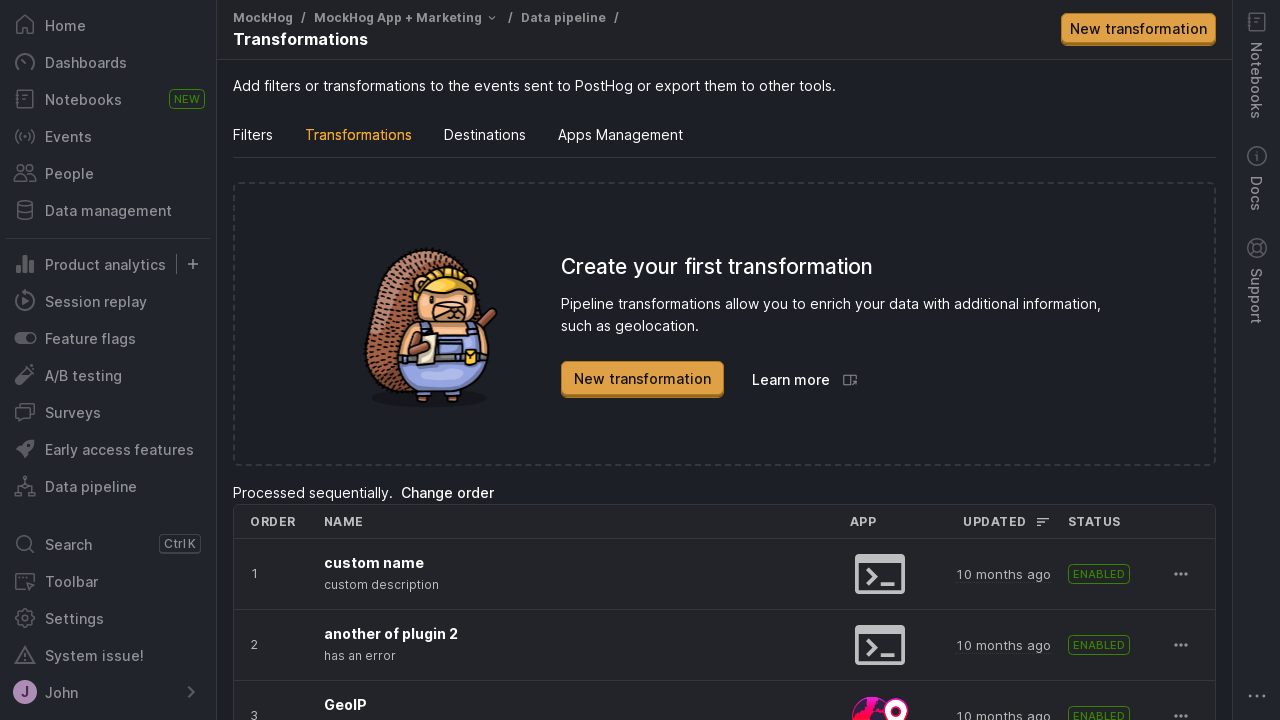 Home
Dashboards
Notebooks
NEW
Events
People
Data management
Product analytics
Session replay
Feature flags
A/B testing
Surveys
Early access features
Data pipeline
Search
Ctrl K
Toolbar
Settings
System issue!
J
John
MockHog / MockHog App + Marketing / Data pipeline /
Transformations
New transformation
Add filters or transformations to the events sent to PostHog or export them to other tools.
Filters Transformations Destinations Apps Management
Create your first transformation
Pipeline transformations allow you to enrich your data with additional information,
such as geolocation.
New transformation
Learn more
Processed sequentially. Change order
ORDER NAME APP UPDATED STATUS
1 custom name 10 months ago ENABLED
custom description
2 another of plugin 2 10 months ago ENABLED
has an error
3 GeoIP 10 months ago ENABLED
Notebooks
Docs
Support